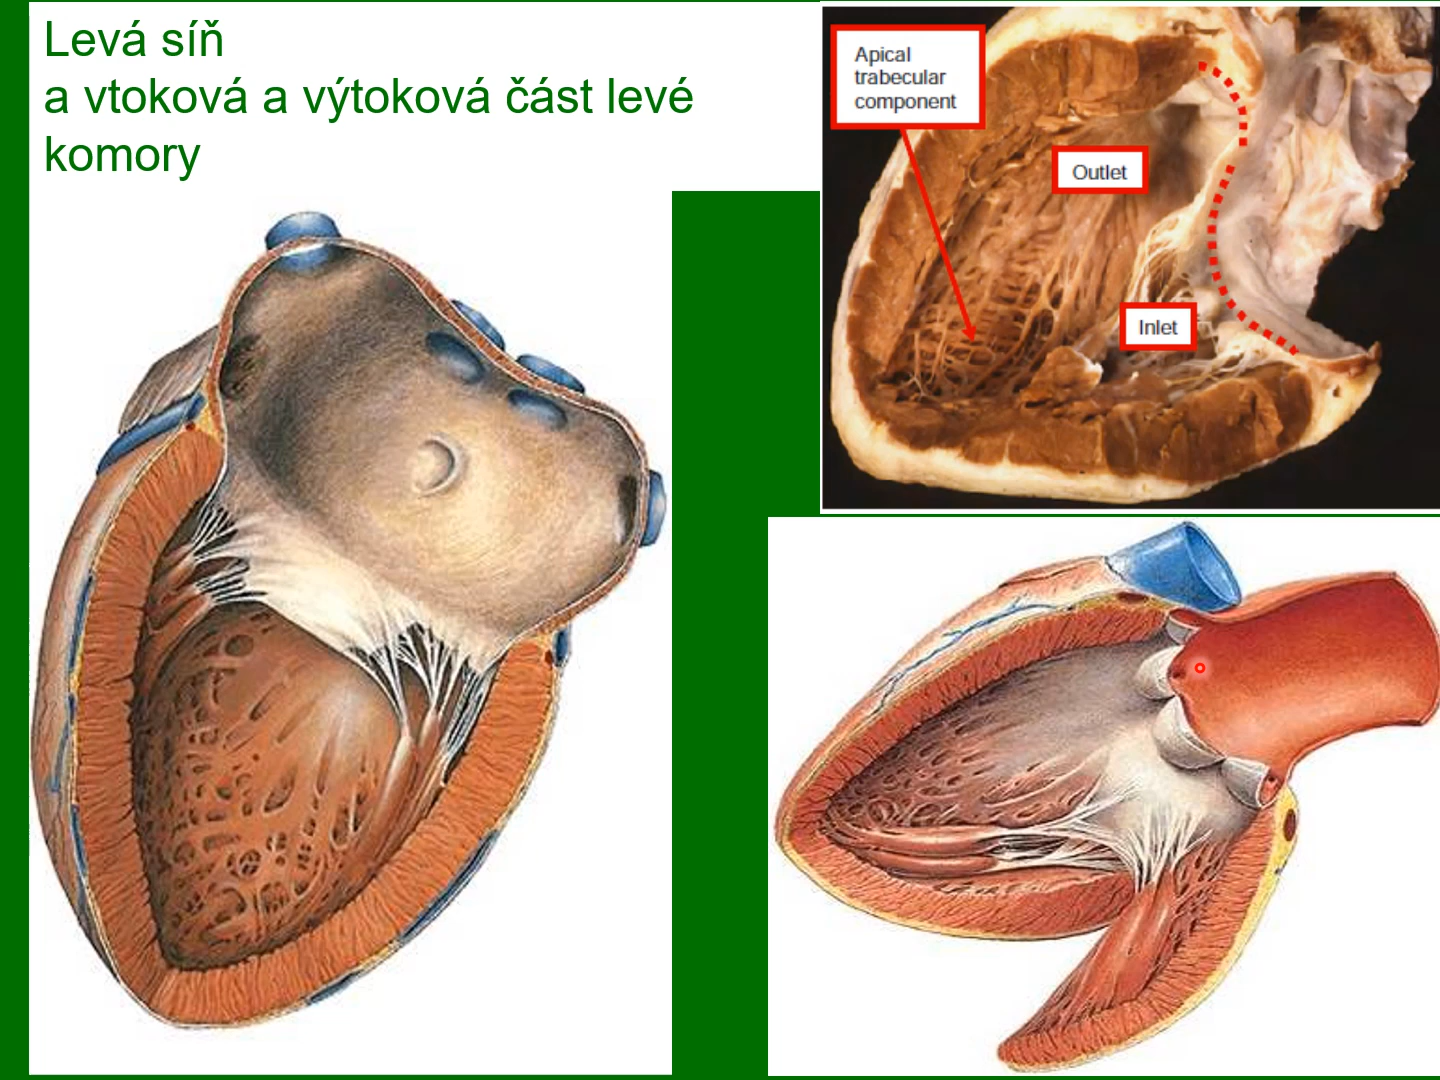 Levá síň
a vtoková a výtoková část levé
komory
Apical
trabecular
component
Outlet
Inlet